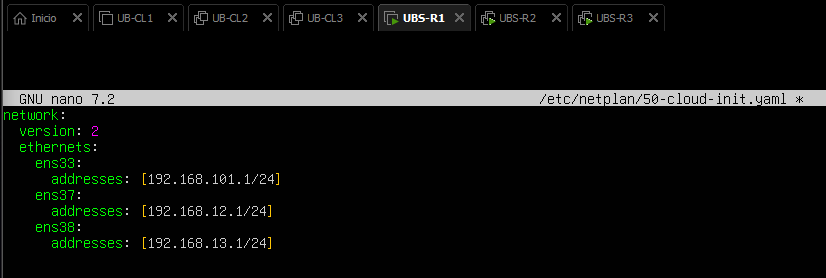 Inicio UB-CL1 UB-CL2 UB-CL3 UBS-R1 UBS-R2 UBS-R3
GNU nano 7.2 /etc/netplan/50-cloud-init.yaml *
network:
  version: 2
  ethernets:
    ens33:
      addresses: [192.168.101.1/24]
    ens37:
      addresses: [192.168.12.1/24]
    ens38:
      addresses: [192.168.13.1/24]